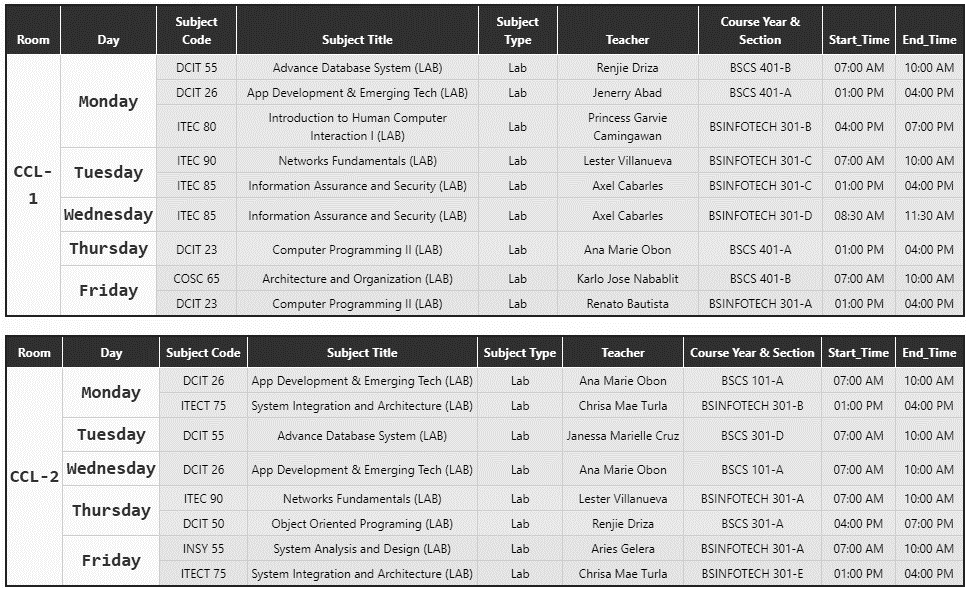 Room Day Subject Code Subject Title Subject Type Teacher Course Year & Section Start_Time End_Time
CCL-1
Monday
DCIT 55 Advance Database System (LAB) Lab Renjie Driza BSCS 401-B 07:00 AM 10:00 AM
DCIT 26 App Development & Emerging Tech (LAB) Lab Jenerry Abad BSCS 401-A 01:00 PM 04:00 PM
ITEC 80 Introduction to Human Computer Interaction I (LAB) Lab Princess Garvie Camingawan BSINFOTECH 301-B 04:00 PM 07:00 PM
Tuesday
ITEC 90 Networks Fundamentals (LAB) Lab Lester Villanueva BSINFOTECH 301-C 07:00 AM 10:00 AM
ITEC 85 Information Assurance and Security (LAB) Lab Axel Cabarles BSINFOTECH 301-C 01:00 PM 04:00 PM
Wednesday ITEC 85 Information Assurance and Security (LAB) Lab Axel Cabarles BSINFOTECH 301-D 08:30 AM 11:30 AM
Thursday DCIT 23 Computer Programming II (LAB) Lab Ana Marie Obon BSCS 401-A 01:00 PM 04:00 PM
Friday
COSC 65 Architecture and Organization (LAB) Lab Karlo Jose Nabablit BSCS 401-B 07:00 AM 10:00 AM
DCIT 23 Computer Programming II (LAB) Lab Renato Bautista BSINFOTECH 301-A 01:00 PM 04:00 PM
Room Day Subject Code Subject Title Subject Type Teacher Course Year & Section Start_Time End_Time
CCL-2
Monday
DCIT 26 App Development & Emerging Tech (LAB) Lab Ana Marie Obon BSCS 101-A 07:00 AM 10:00 AM
ITECT 75 System Integration and Architecture (LAB) Lab Chrisa Mae Turla BSINFOTECH 301-B 01:00 PM 04:00 PM
Tuesday DCIT 55 Advance Database System (LAB) Lab Janessa Marielle Cruz BSCS 301-D 07:00 AM 10:00 AM
Wednesday DCIT 26 App Development & Emerging Tech (LAB) Lab Ana Marie Obon BSCS 101-A 07:00 AM 10:00 AM
Thursday
ITEC 90 Networks Fundamentals (LAB) Lab Lester Villanueva BSINFOTECH 301-A 07:00 AM 10:00 AM
DCIT 50 Object Oriented Programing (LAB) Lab Renjie Driza BSCS 301-A 04:00 PM 07:00 PM
Friday
INSY 55 System Analysis and Design (LAB) Lab Aries Gelera BSINFOTECH 301-A 07:00 AM 10:00 AM
ITECT 75 System Integration and Architecture (LAB) Lab Chrisa Mae Turla BSINFOTECH 301-E 01:00 PM 04:00 PM